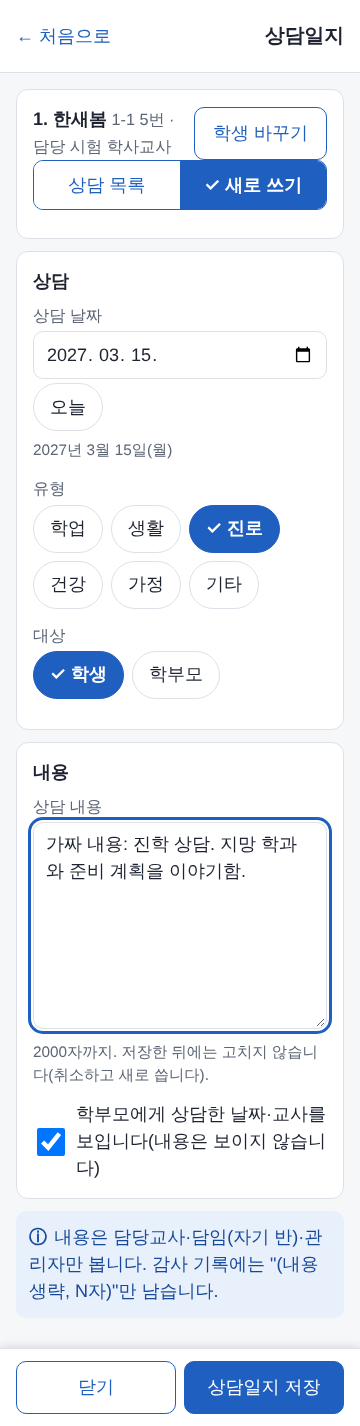 ← 처음으로
상담일지
1. 한새봄 1-1 5번 ·
담당 시험 학사교사
학생 바꾸기
상담 목록
✓ 새로 쓰기
상담
상담 날짜
2027. 03. 15.
오늘
2027년 3월 15일(월)
유형
학업
생활
✓ 진로
건강
가정
기타
대상
✓ 학생
학부모
내용
상담 내용
가짜 내용: 진학 상담. 지망 학과
와 준비 계획을 이야기함.
2000자까지. 저장한 뒤에는 고치지 않습니
다(취소하고 새로 씁니다).
학부모에게 상담한 날짜·교사를
보입니다(내용은 보이지 않습니
다)
ⓘ 내용은 담당교사·담임(자기 반)·관
리자만 봅니다. 감사 기록에는 "(내용
생략, N자)"만 남습니다.
닫기
상담일지 저장